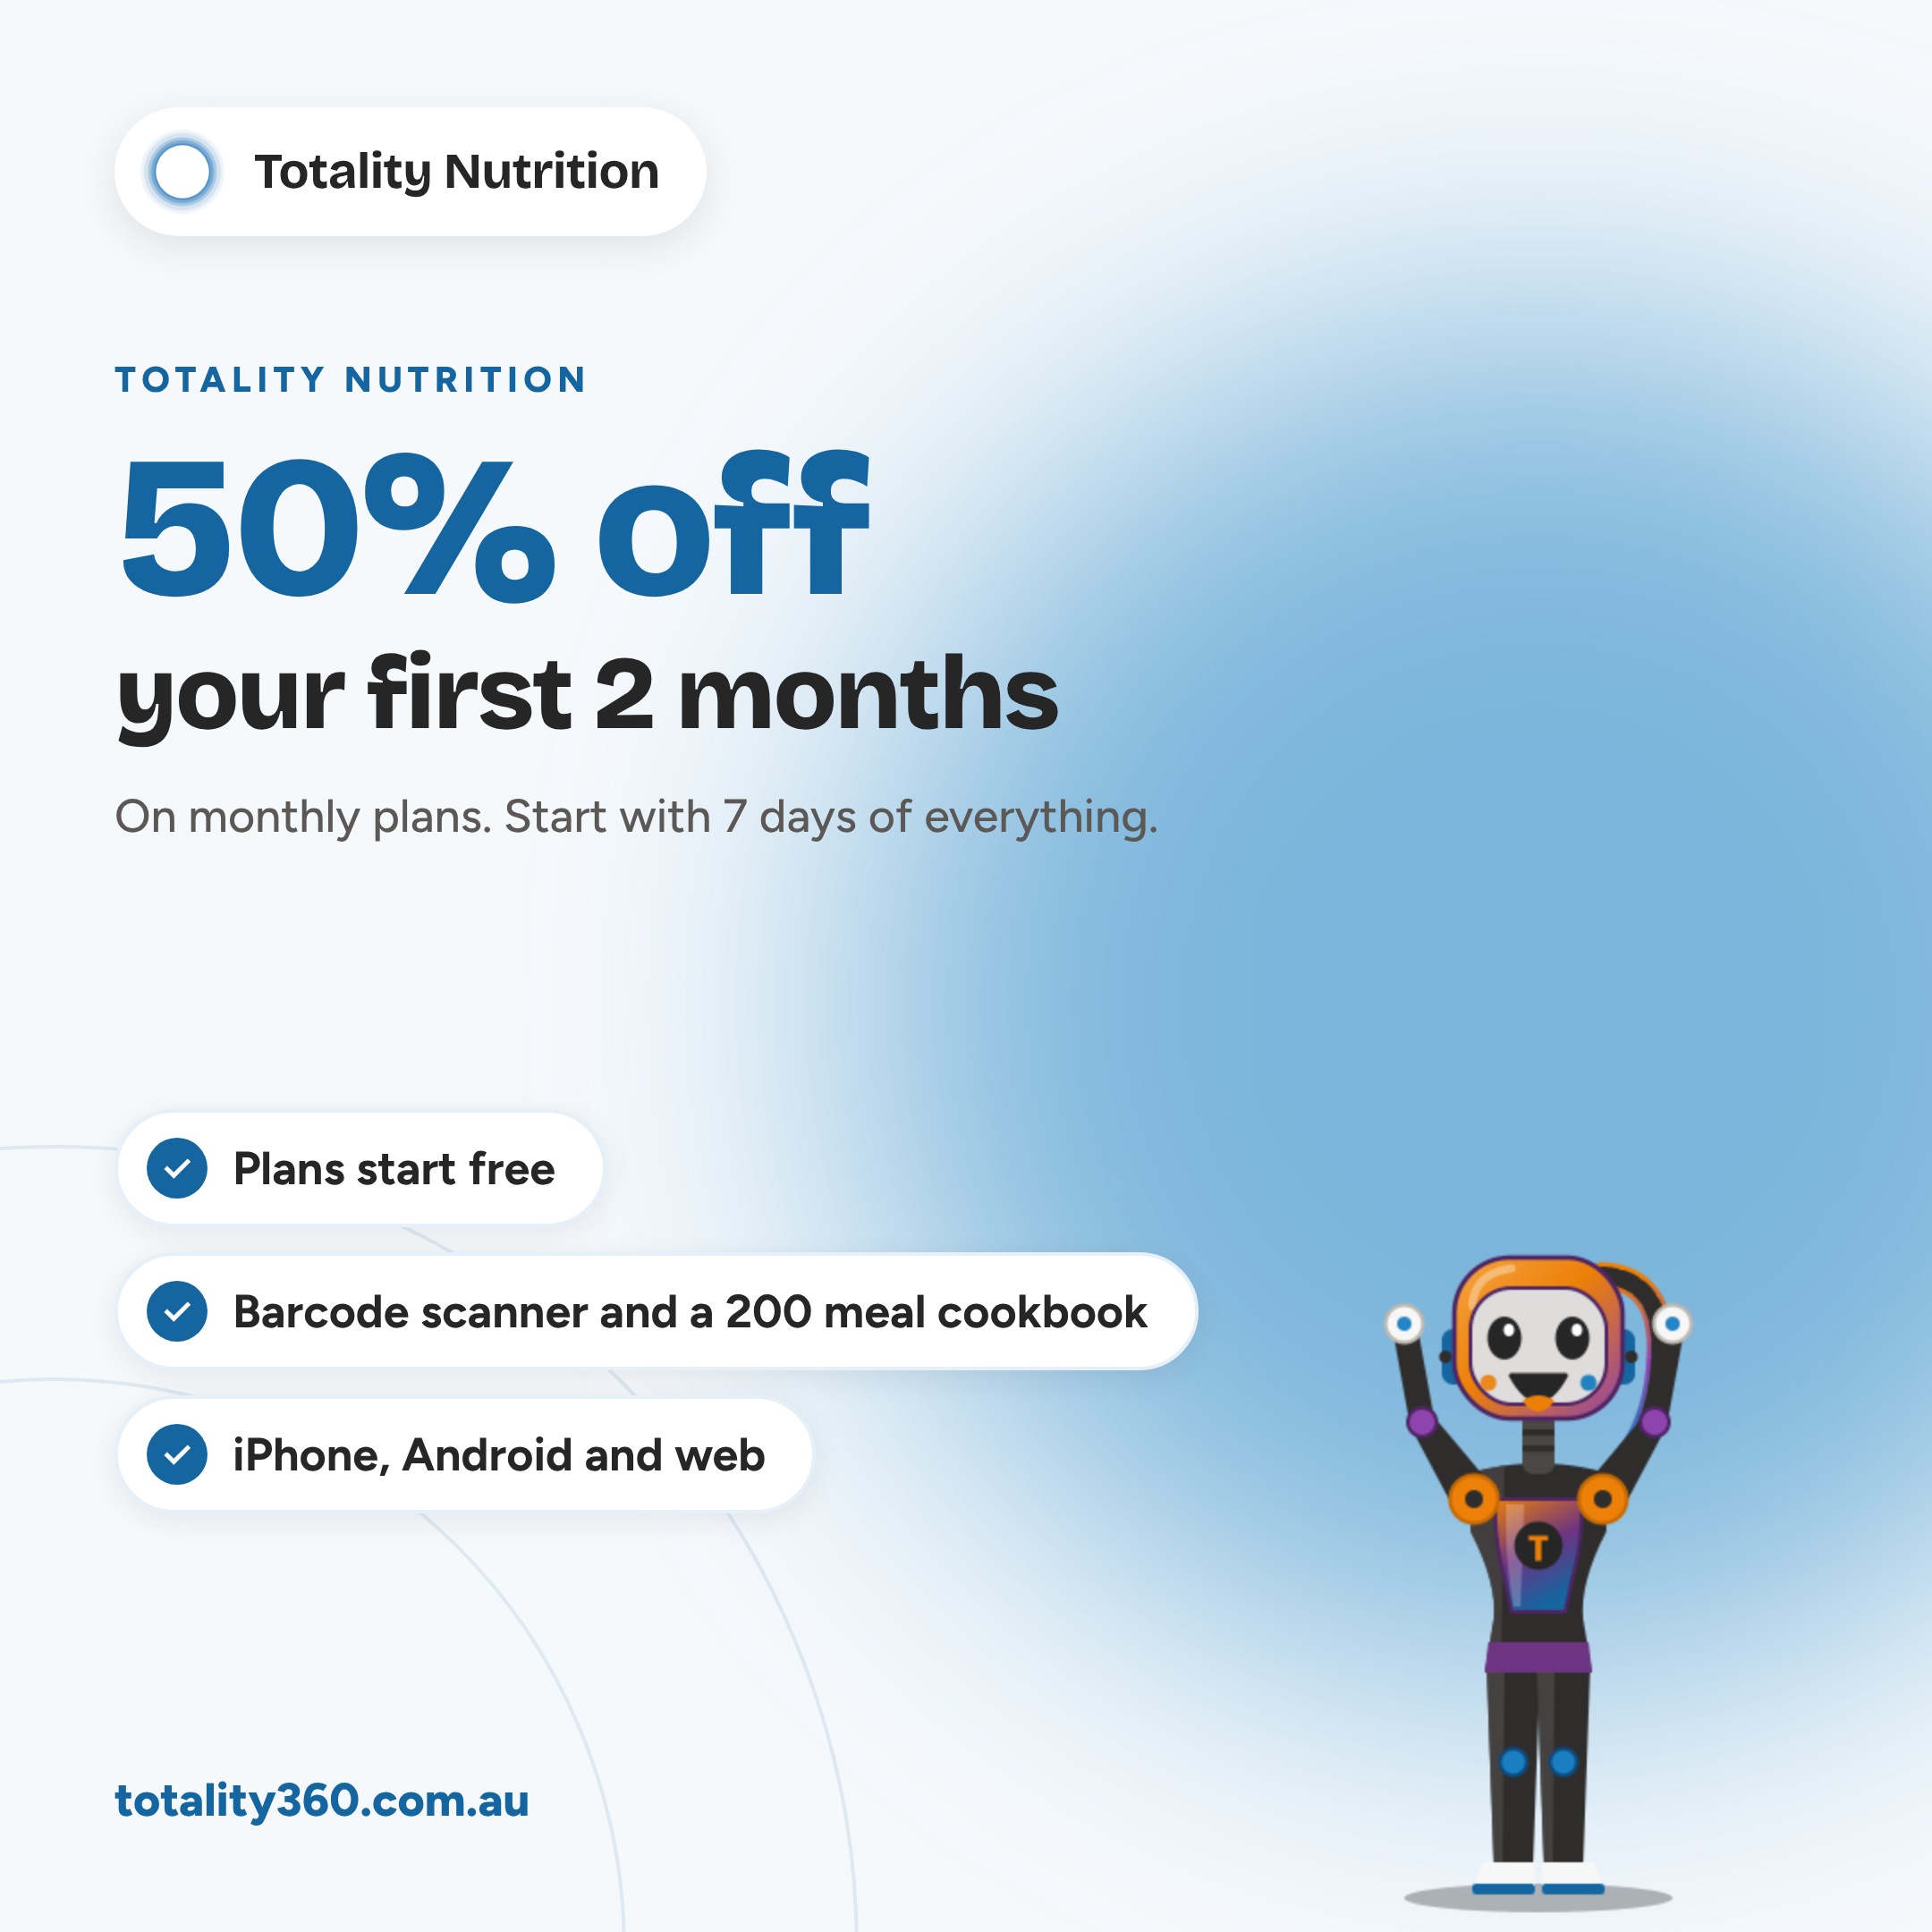 Totality Nutrition
TOTALITY NUTRITION
50% off
your first 2 months
On monthly plans. Start with 7 days of everything.
Plans start free
Barcode scanner and a 200 meal cookbook
iPhone, Android and web
T
totality360.com.au